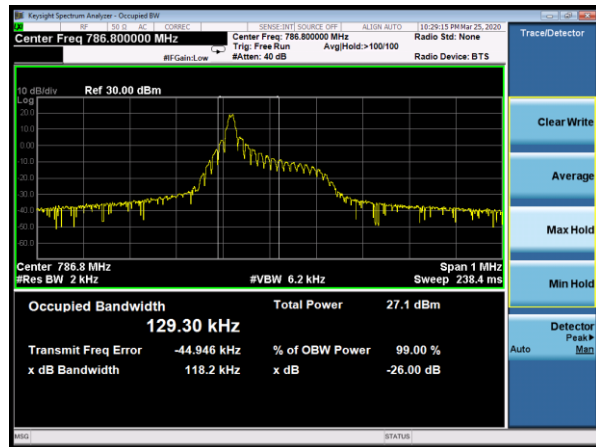 Keysight Spectrum Analyzer - Occupied BW
RF 50 Ω AC CORREC SENSE:INT SOURCE OFF ALIGN AUTO 10:29:15 PM Mar 25, 2020
Center Freq 786.800000 MHz Center Freq: 786.800000 MHz Radio Std: None
Trig: Free Run Avg|Hold:>100/100
#IFGain:Low #Atten: 40 dB Radio Device: BTS
Trace/Detector
10 dB/div Ref 30.00 dBm
Log
20.0
10.0
0.00
-10.0
-20.0
-30.0
-40.0
-50.0
-60.0
Center 786.8 MHz Span 1 MHz
#Res BW 2 kHz #VBW 6.2 kHz Sweep 238.4 ms
Occupied Bandwidth Total Power 27.1 dBm
129.30 kHz
Transmit Freq Error -44.946 kHz % of OBW Power 99.00 %
x dB Bandwidth 118.2 kHz x dB -26.00 dB
Clear Write
Average
Max Hold
Min Hold
Detector
Peak▶
Auto Man
MSG STATUS